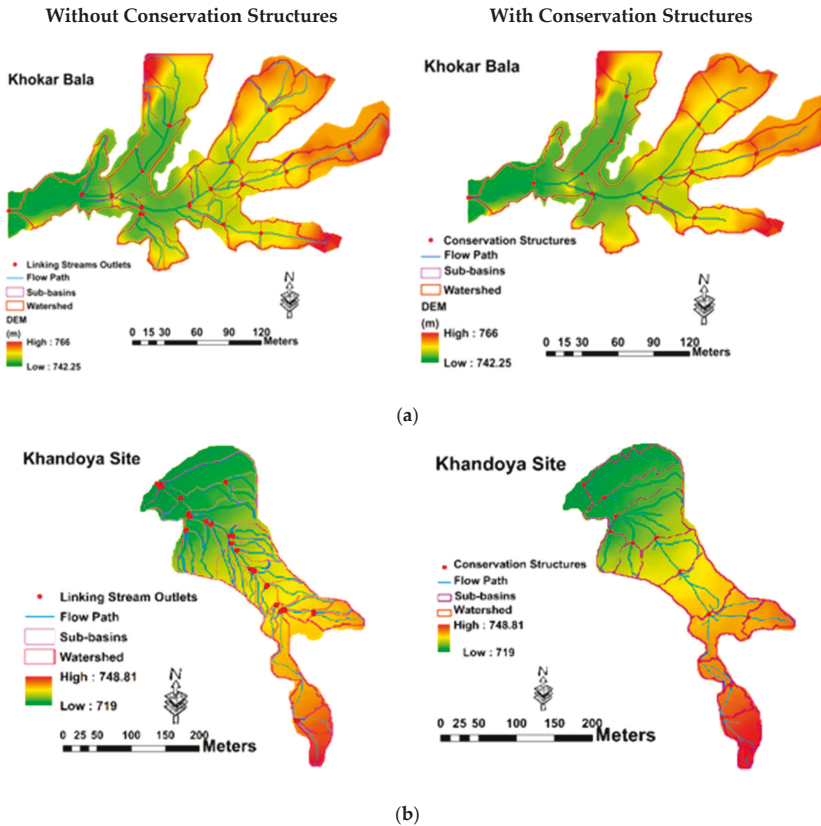 Without Conservation Structures
With Conservation Structures
Khokar Bala
Linking Streams Outlets
Flow Path
Sub-basins
Watershed
DEM
(m)
High : 766
Low : 742.25
N
0 15 30 60 90 120
Meters
Khokar Bala
Conservation Structures
Flow Path
Sub-basins
Watershed
DEM
(m)
High : 766
Low : 742.25
N
0 15 30 60 90 120
Meters
(a)
Khandoya Site
Linking Stream Outlets
Flow Path
Sub-basins
Watershed
High : 748.81
Low : 719
N
0 25 50 100 150 200
Meters
Khandoya Site
Conservation Structures
Flow Path
Sub-basins
Watershed
High : 748.81
Low : 719
N
0 25 50 100 150 200
Meters
(b)